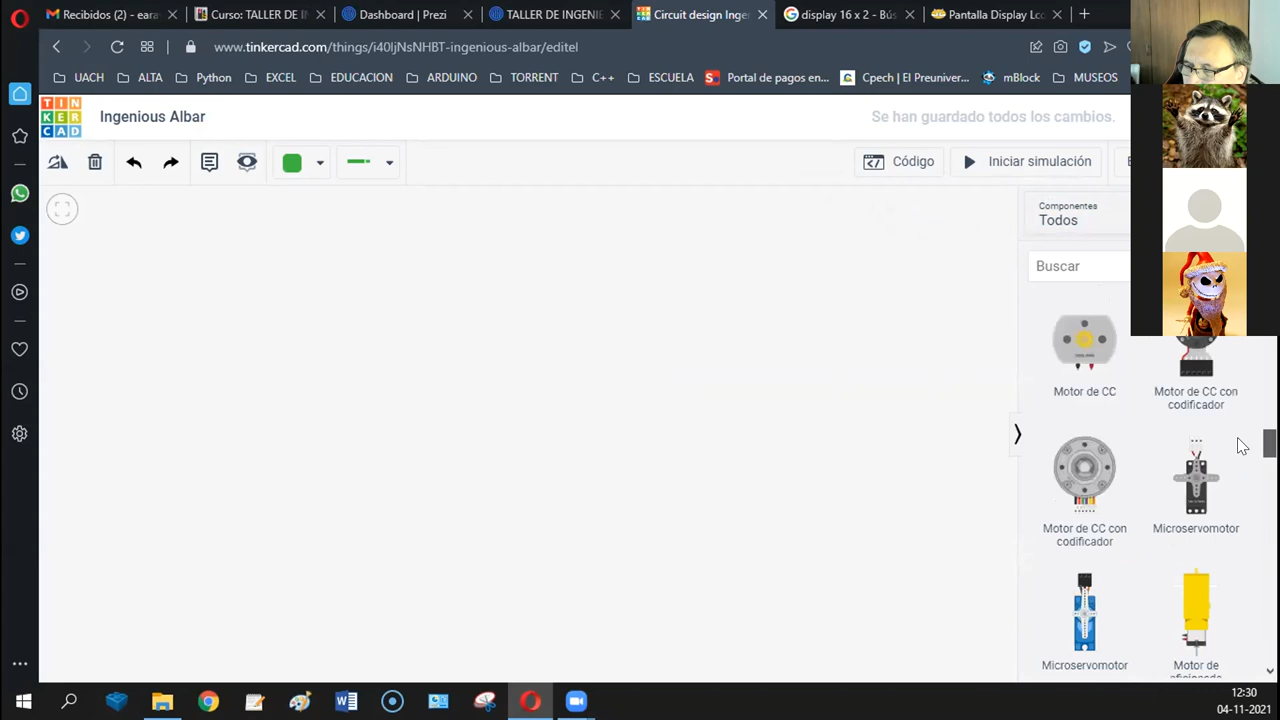 Recibidos (2) - eara
Curso: TALLER DE IN
Dashboard | Prezi
TALLER DE INGENIE
Circuit design Inge
display 16 x 2 - Bús
Pantalla Display Lc
www.tinkercad.com/things/i40ljNsNHBT-ingenious-albar/editel
UACH
ALTA
Python
EXCEL
EDUCACION
ARDUINO
TORRENT
C++
ESCUELA
Portal de pagos en...
Cpech | El Preuniver...
mBlock
MUSEOS
TIN
KER
CAD
Ingenious Albar
Se han guardado todos los cambios.
Código
Iniciar simulación
Componentes
Todos
Buscar
Motor de CC
Motor de CC con
codificador
Motor de CC con
codificador
Microservomotor
Microservomotor
Motor de
aficionado
12:30
04-11-2021